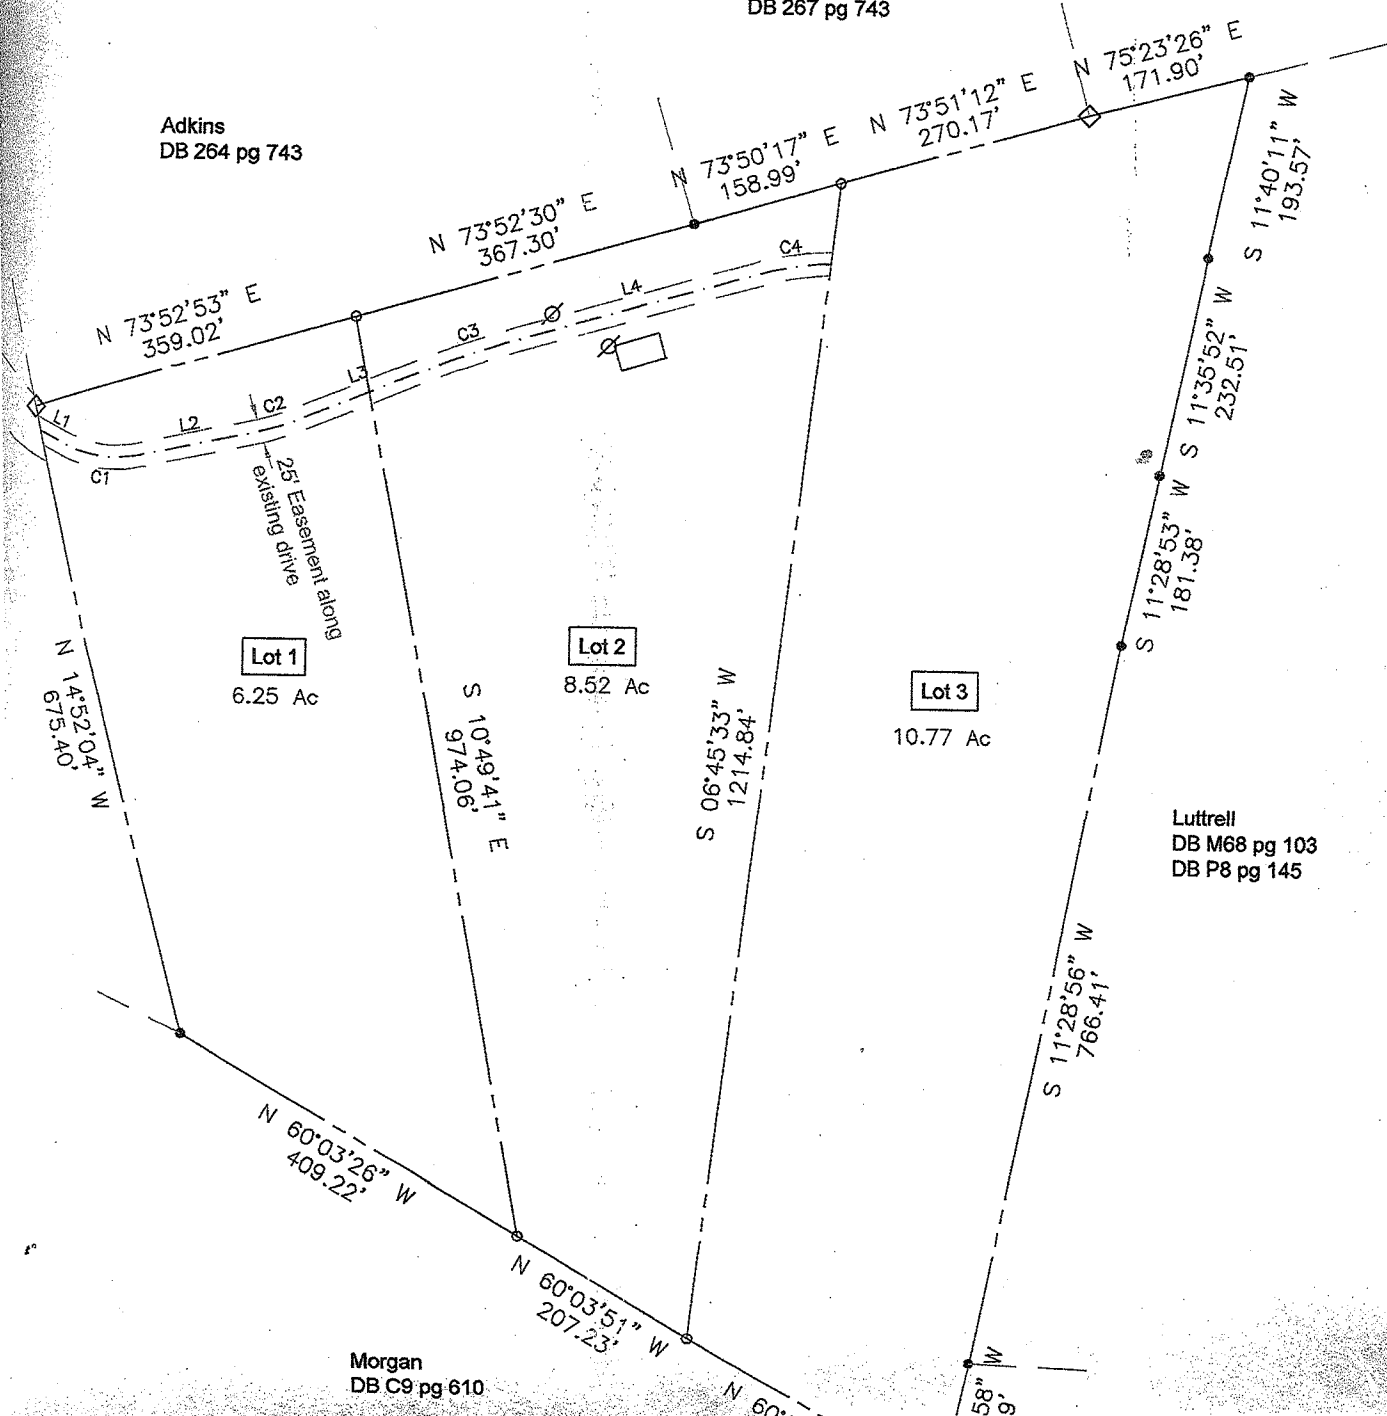 DB 267 pg 743
N 75°23'26" E
171.90'
N 73°51'12" E
270.17'
N 73°50'17" E
158.99'
Adkins
DB 264 pg 743
N 73°52'30" E
367.30'
N 73°52'53" E
359.02'
S 11°40'11" W
193.57'
C4
L4
C3
L3
C2
L2
L1
C1
S 11°35'52" W
232.51'
25' Easement along
existing drive
S 11°28'53" W
181.38'
Lot 1
6.25 Ac
Lot 2
8.52 Ac
Lot 3
10.77 Ac
N 14°52'04" W
675.40'
S 10°49'41" E
974.06'
S 06°45'33" W
1214.84'
Luttrell
DB M68 pg 103
DB P8 pg 145
S 11°28'56" W
766.41'
N 60°03'26" W
409.22'
N 60°03'51" W
207.23'
Morgan
DB C9 pg 610
N 60°
58" W
9'